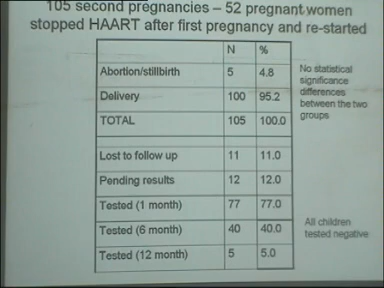 105 second pregnancies – 52 pregnant women
stopped HAART after first pregnancy and re-started
N %
Abortion/stillbirth 5 4.8
Delivery 100 95.2
TOTAL 105 100.0
No statistical
significance
differences
between the two
groups
Lost to follow up 11 11.0
Pending results 12 12.0
Tested (1 month) 77 77.0
Tested (6 month) 40 40.0
Tested (12 month) 5 5.0
All children
tested negative